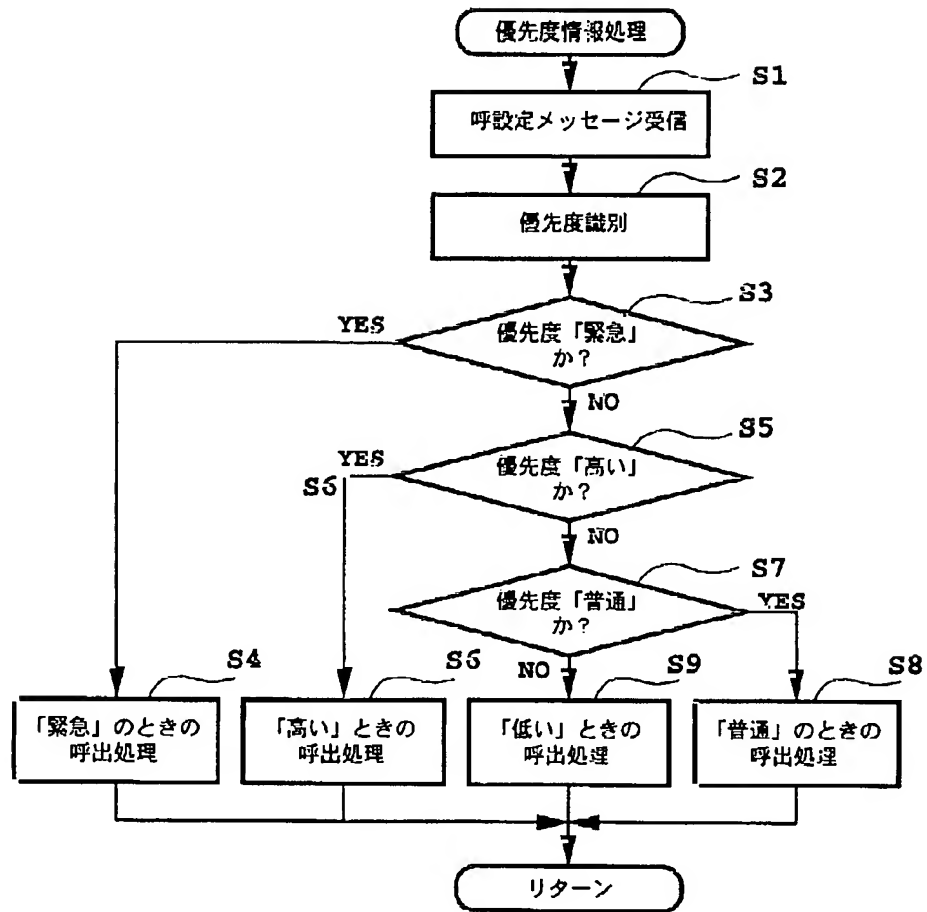 優先度情報処理
S1
呼設定メッセージ受信
S2
優先度識別
S3
YES
優先度「緊急」
か？
NO
S5
YES
S6
優先度「高い」
か？
NO
S7
優先度「普通」
か？
YES
NO
S4
「緊急」のときの
呼出処理
S6
「高い」ときの
呼出処理
S9
「低い」ときの
呼出処理
S8
「普通」のときの
呼出処理
リターン